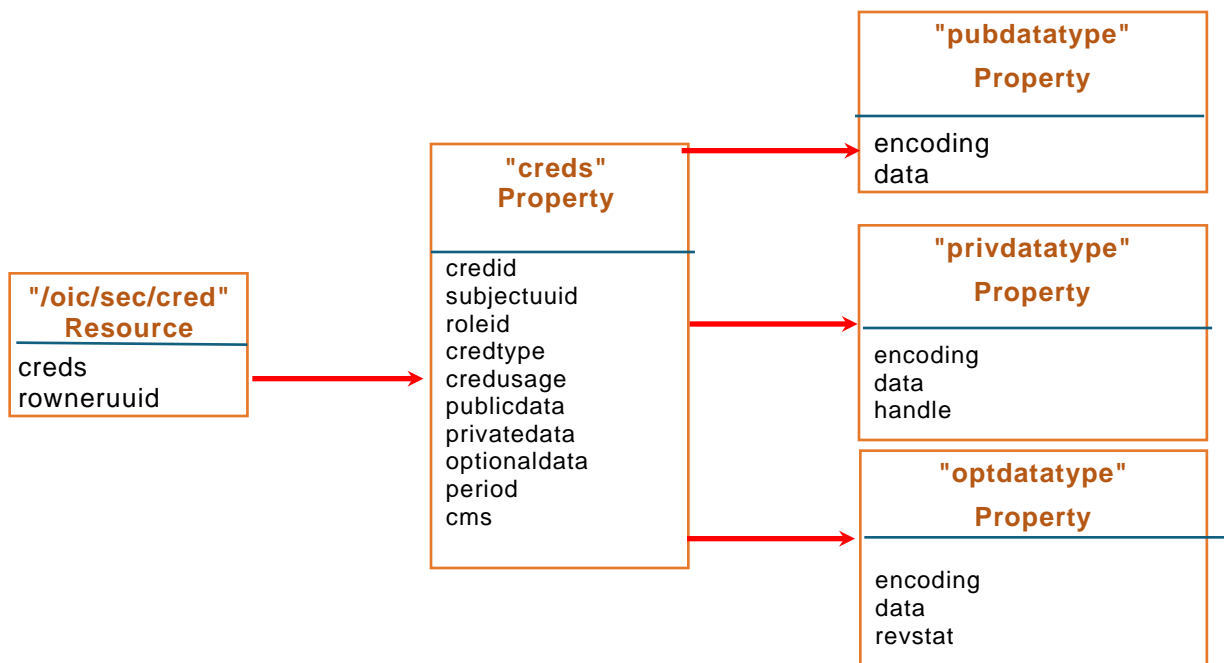 "/oic/sec/cred"
Resource
creds
rowneruuid
"creds"
Property
credid
subjectuuid
roleid
credtype
credusage
publicdata
privatedata
optionaldata
period
cms
"pubdatatype"
Property
encoding
data
"privdatatype"
Property
encoding
data
handle
"optdatatype"
Property
encoding
data
revstat